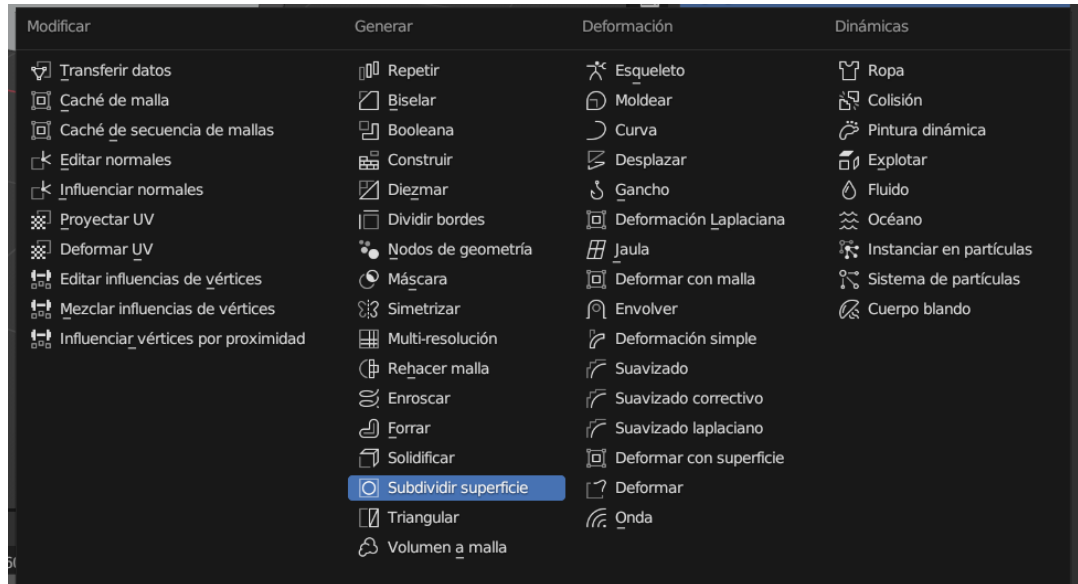 Modificar
Transferir datos
Caché de malla
Caché de secuencia de mallas
Editar normales
Influenciar normales
Proyectar UV
Deformar UV
Editar influencias de vértices
Mezclar influencias de vértices
Influenciar vértices por proximidad
Generar
Repetir
Biselar
Booleana
Construir
Diezmar
Dividir bordes
Nodos de geometría
Máscara
Simetrizar
Multi-resolución
Rehacer malla
Enroscar
Forrar
Solidificar
Subdividir superficie
Triangular
Volumen a malla
Deformación
Esqueleto
Moldear
Curva
Desplazar
Gancho
Deformación Laplaciana
Jaula
Deformar con malla
Envolver
Deformación simple
Suavizado
Suavizado correctivo
Suavizado laplaciano
Deformar con superficie
Deformar
Onda
Dinámicas
Ropa
Colisión
Pintura dinámica
Explotar
Fluido
Océano
Instanciar en partículas
Sistema de partículas
Cuerpo blando